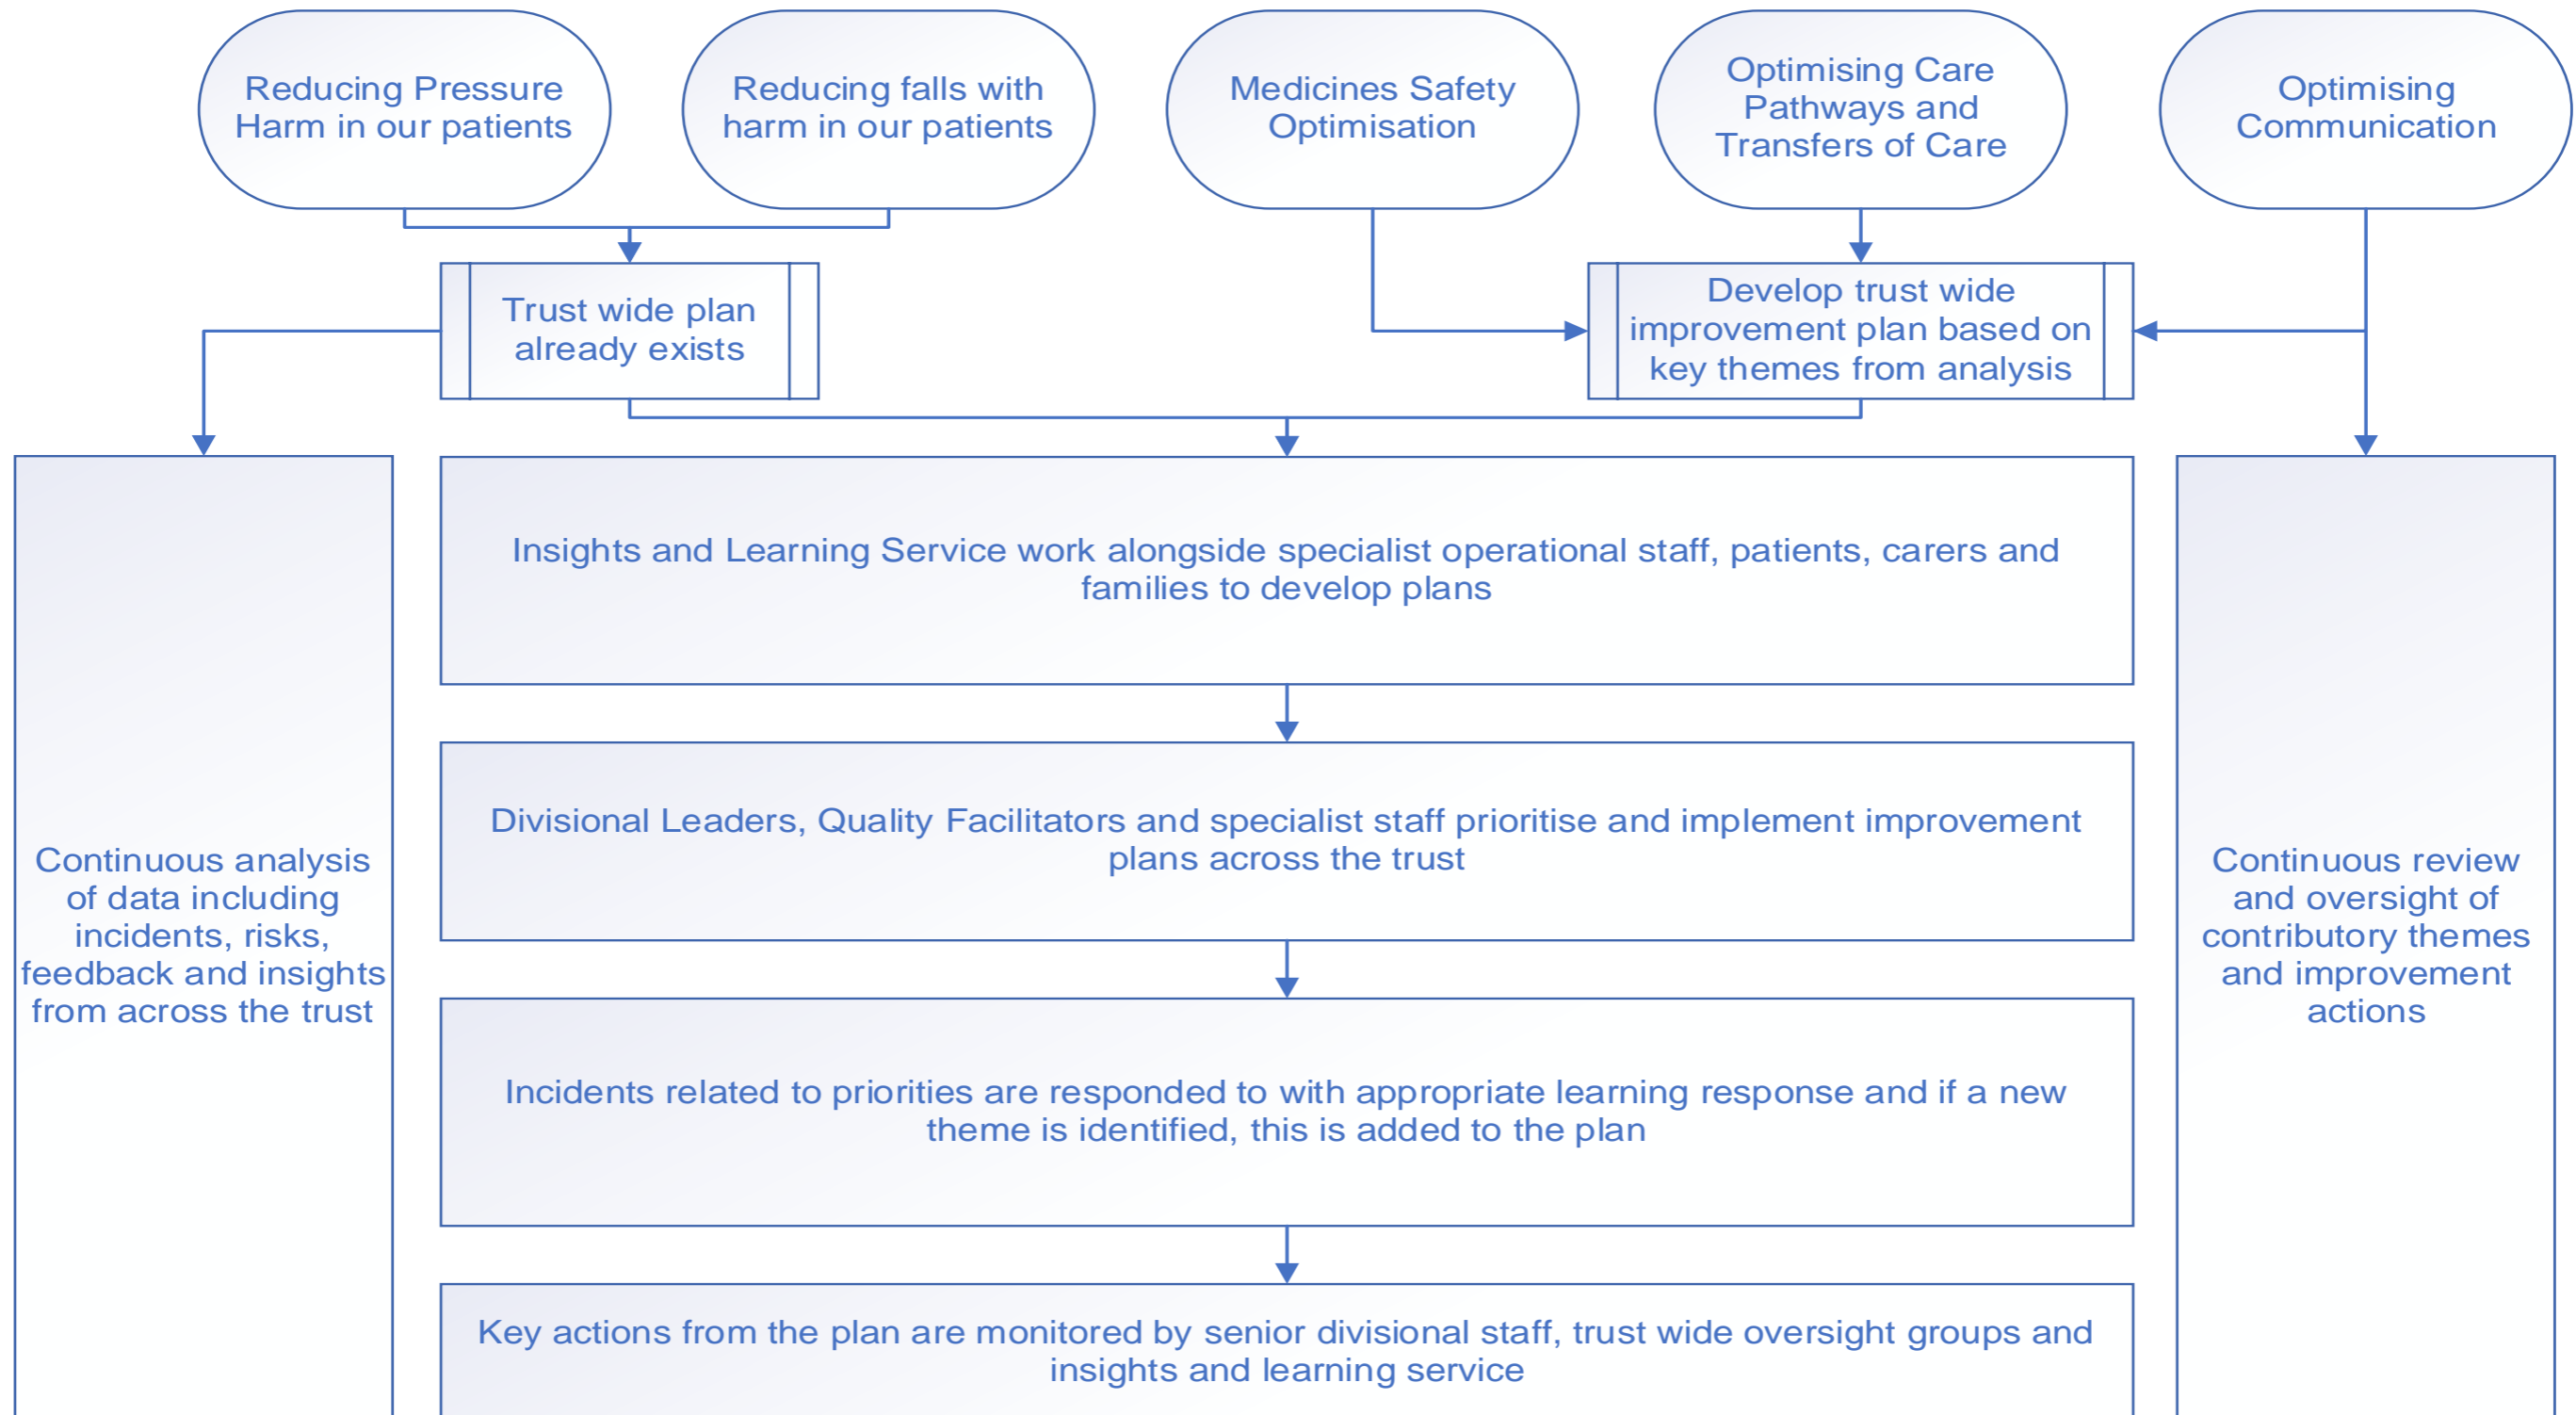 Reducing Pressure
Harm in our patients
Reducing falls with
harm in our patients
Medicines Safety
Optimisation
Optimising Care
Pathways and
Transfers of Care
Optimising
Communication
Trust wide plan
already exists
Develop trust wide
improvement plan based on
key themes from analysis
Continuous analysis
of data including
incidents, risks,
feedback and insights
from across the trust
Insights and Learning Service work alongside specialist operational staff, patients, carers and
families to develop plans
Divisional Leaders, Quality Facilitators and specialist staff prioritise and implement improvement
plans across the trust
Incidents related to priorities are responded to with appropriate learning response and if a new
theme is identified, this is added to the plan
Key actions from the plan are monitored by senior divisional staff, trust wide oversight groups and
insights and learning service
Continuous review
and oversight of
contributory themes
and improvement
actions